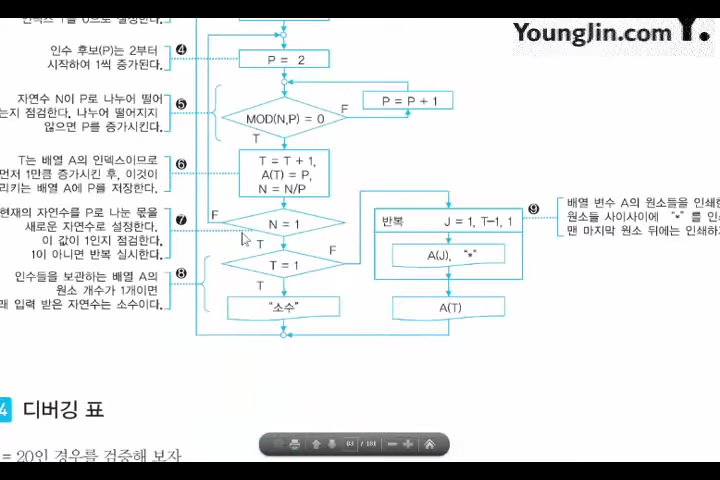 YoungJin.com Y.
인덱스 T를 0으로 설정한다.
❹
인수 후보(P)는 2부터
시작하여 1씩 증가된다.
P = 2
❺
자연수 N이 P로 나누어 떨어
는지 점검한다. 나누어 떨어지지
않으면 P를 증가시킨다.
MOD(N,P) = 0
F
P = P + 1
T
❻
T는 배열 A의 인덱스이므로
먼저 1만큼 증가시킨 후, 이것이
리키는 배열 A에 P를 저장한다.
T = T + 1,
A(T) = P,
N = N/P
❼
현재의 자연수를 P로 나눈 몫을
새로운 자연수로 설정한다.
이 값이 1인지 점검한다.
1이 아니면 반복 실시한다.
F
N = 1
T
❽
인수들을 보관하는 배열 A의
원소 개수가 1개이면
래 입력 받은 자연수는 소수이다.
T = 1
F
T
"소수"
반복 J = 1, T-1, 1
A(J), "*"
A(T)
❾
배열 변수 A의 원소들을 인쇄한
원소들 사이사이에 "*"를 인
맨 마지막 원소 뒤에는 인쇄하지
4 디버깅 표
= 20인 경우를 검증해 보자
83 / 101